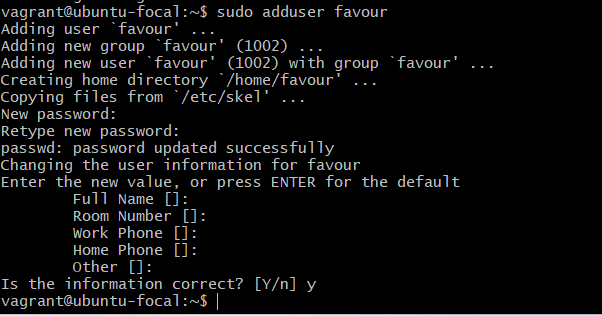 vagrant@ubuntu-focal:~$ sudo adduser favour
Adding user `favour' ...
Adding new group `favour' (1002) ...
Adding new user `favour' (1002) with group `favour' ...
Creating home directory `/home/favour' ...
Copying files from `/etc/skel' ...
New password:
Retype new password:
passwd: password updated successfully
Changing the user information for favour
Enter the new value, or press ENTER for the default
        Full Name []:
        Room Number []:
        Work Phone []:
        Home Phone []:
        Other []:
Is the information correct? [Y/n] y
vagrant@ubuntu-focal:~$